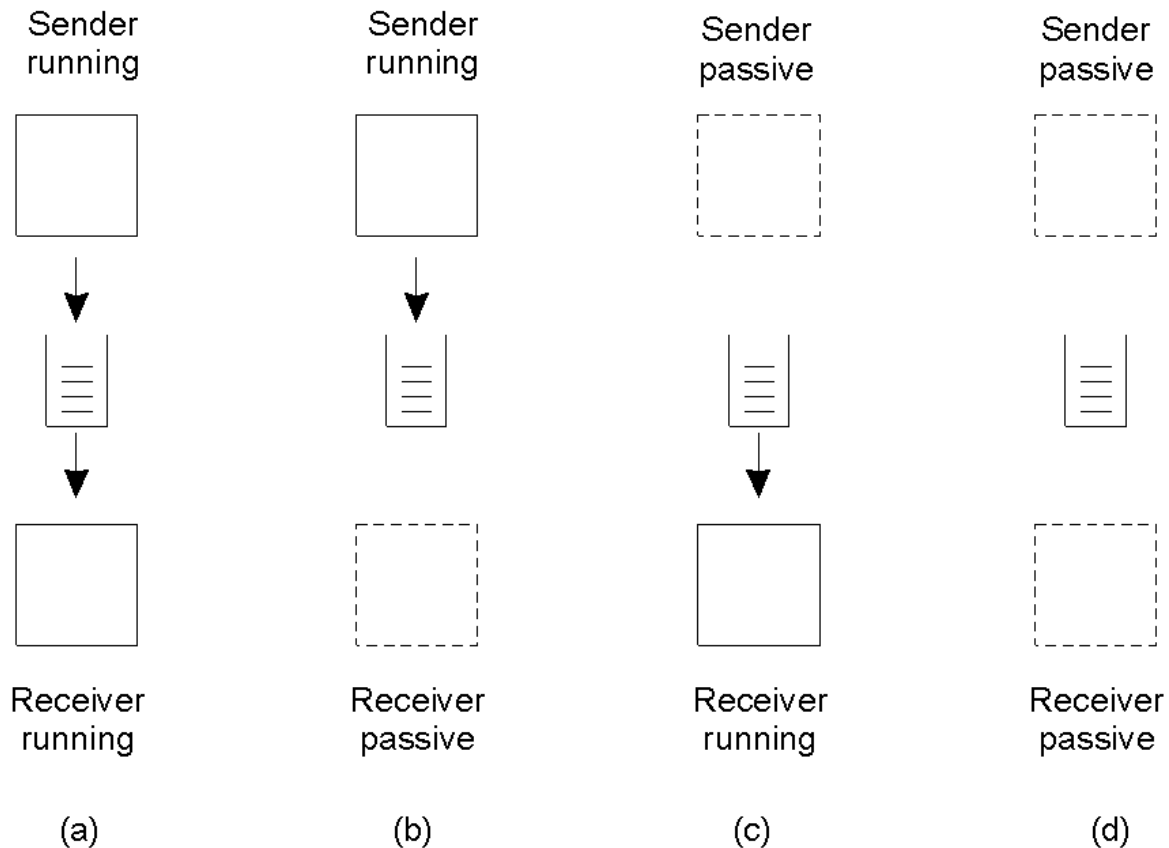 Sender
running
Sender
running
Sender
passive
Sender
passive
Receiver
running
Receiver
passive
Receiver
running
Receiver
passive
(a)
(b)
(c)
(d)